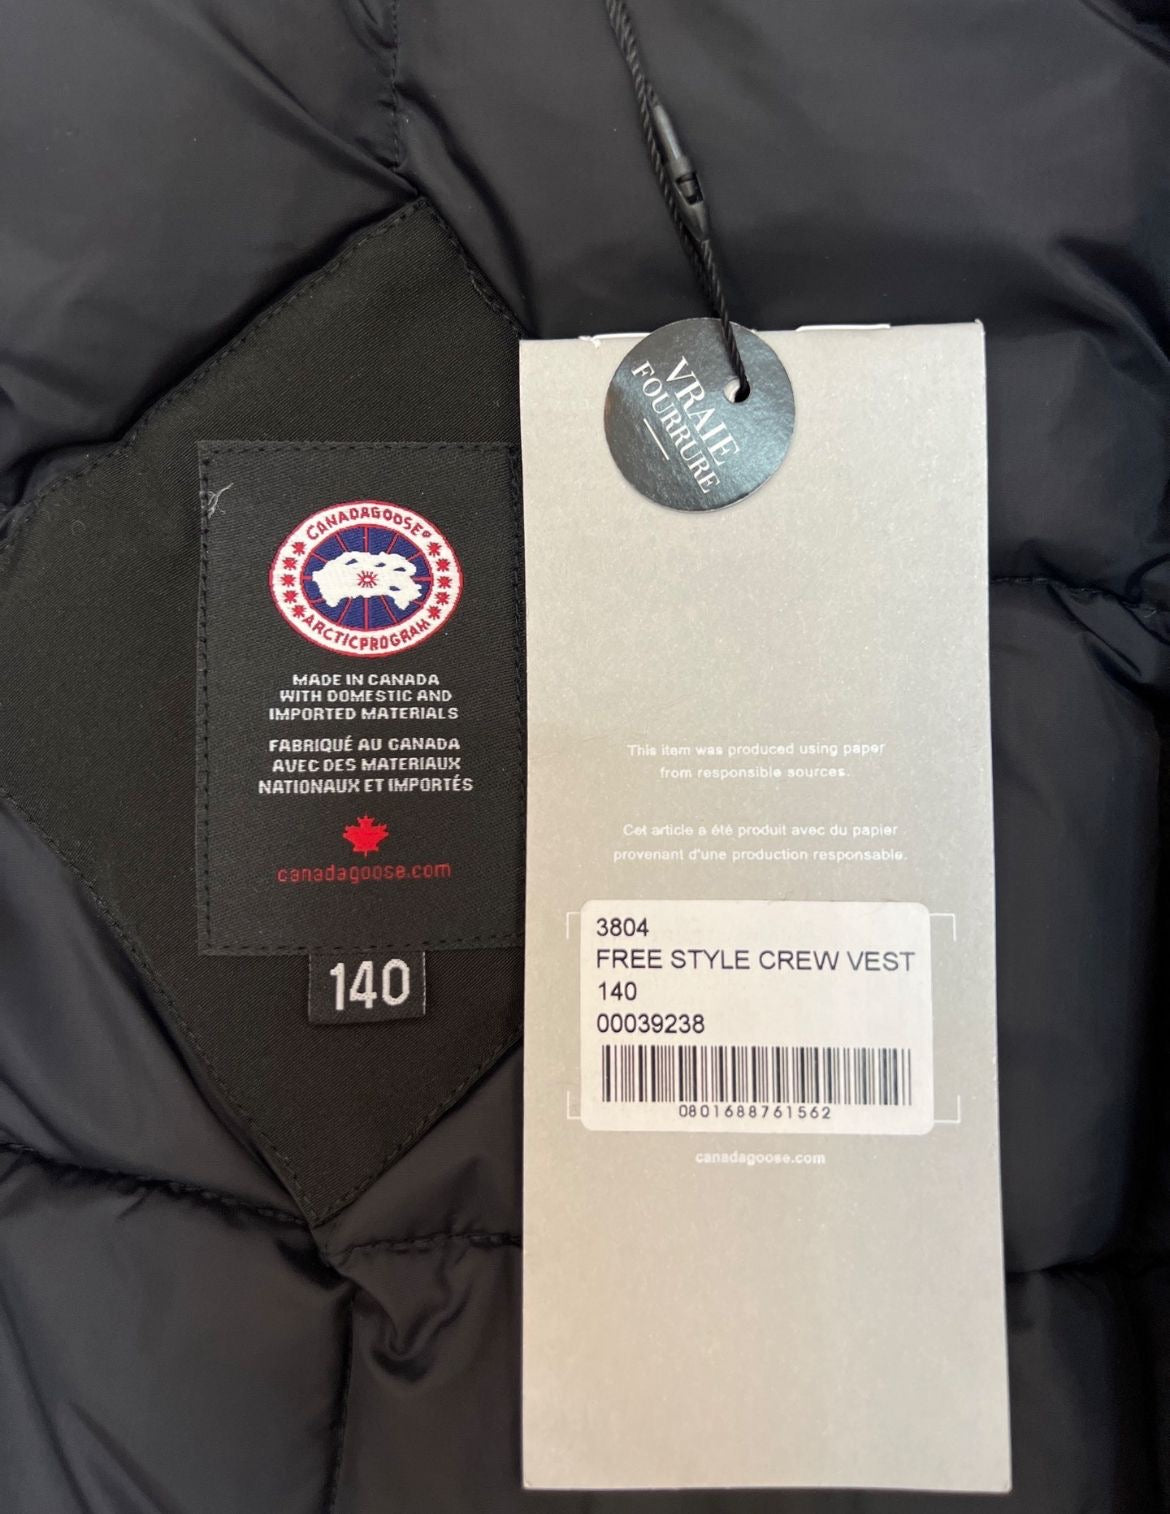 CANADA GOOSE®
ARCTIC PROGRAM
MADE IN CANADA
WITH DOMESTIC AND
IMPORTED MATERIALS
FABRIQUÉ AU CANADA
AVEC DES MATERIAUX
NATIONAUX ET IMPORTÉS
canadagoose.com
140
VRAIE
FOURRURE
This item was produced using paper
from responsible sources.
Cet article a été produit avec du papier
provenant d'une production responsable.
3804
FREE STYLE CREW VEST
140
00039238
0801688761562
canadagoose.com